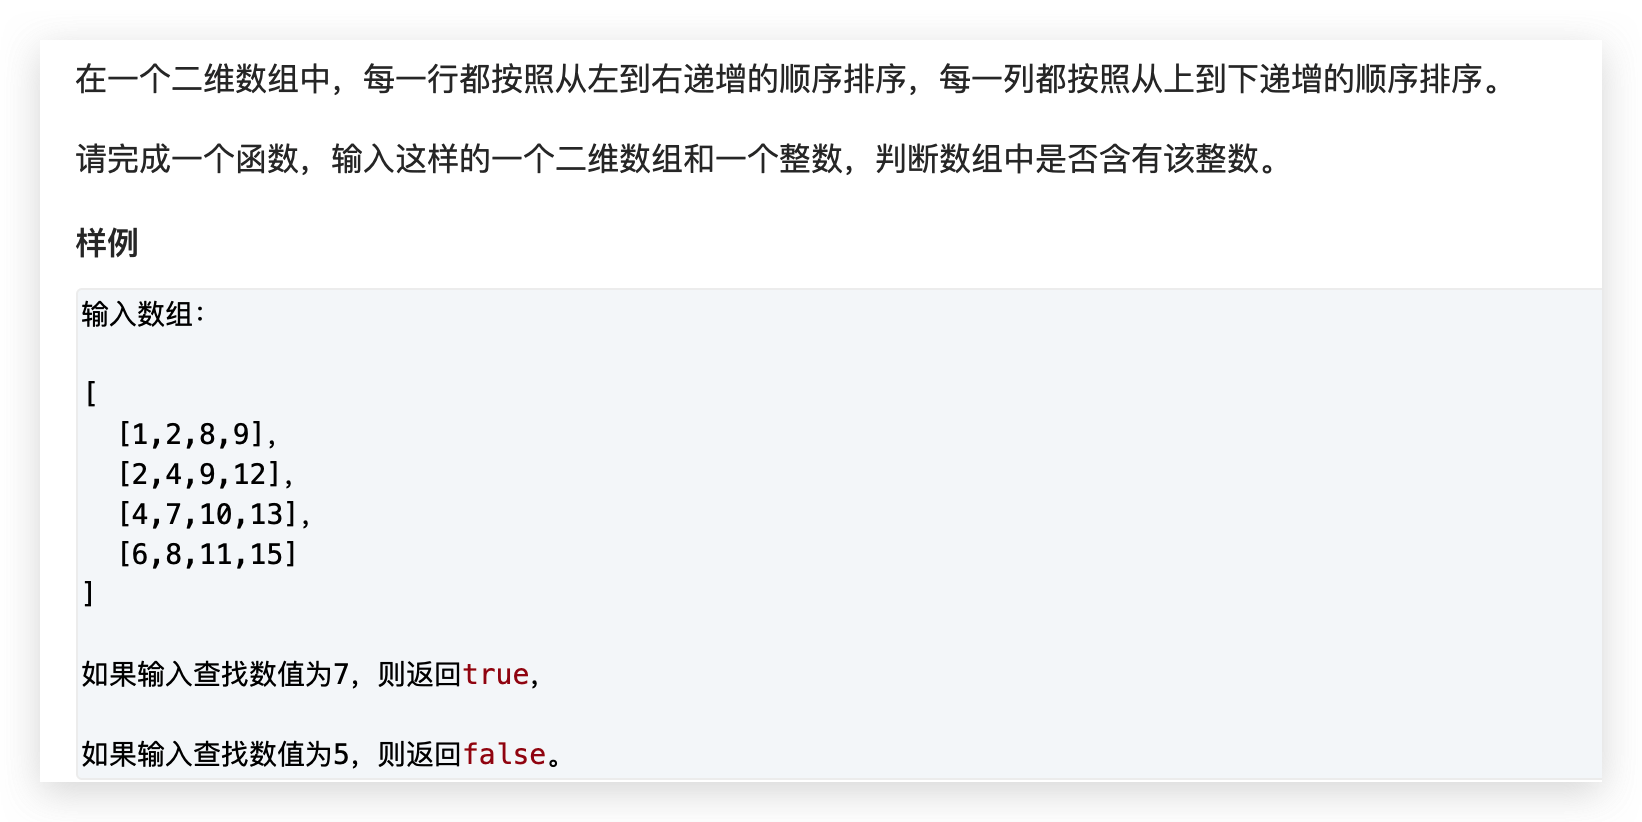 在一个二维数组中，每一行都按照从左到右递增的顺序排序，每一列都按照从上到下递增的顺序排序。
请完成一个函数，输入这样的一个二维数组和一个整数，判断数组中是否含有该整数。
样例
输入数组：
[
  [1,2,8,9]，
  [2,4,9,12]，
  [4,7,10,13]，
  [6,8,11,15]
]
如果输入查找数值为7，则返回true，
如果输入查找数值为5，则返回false。